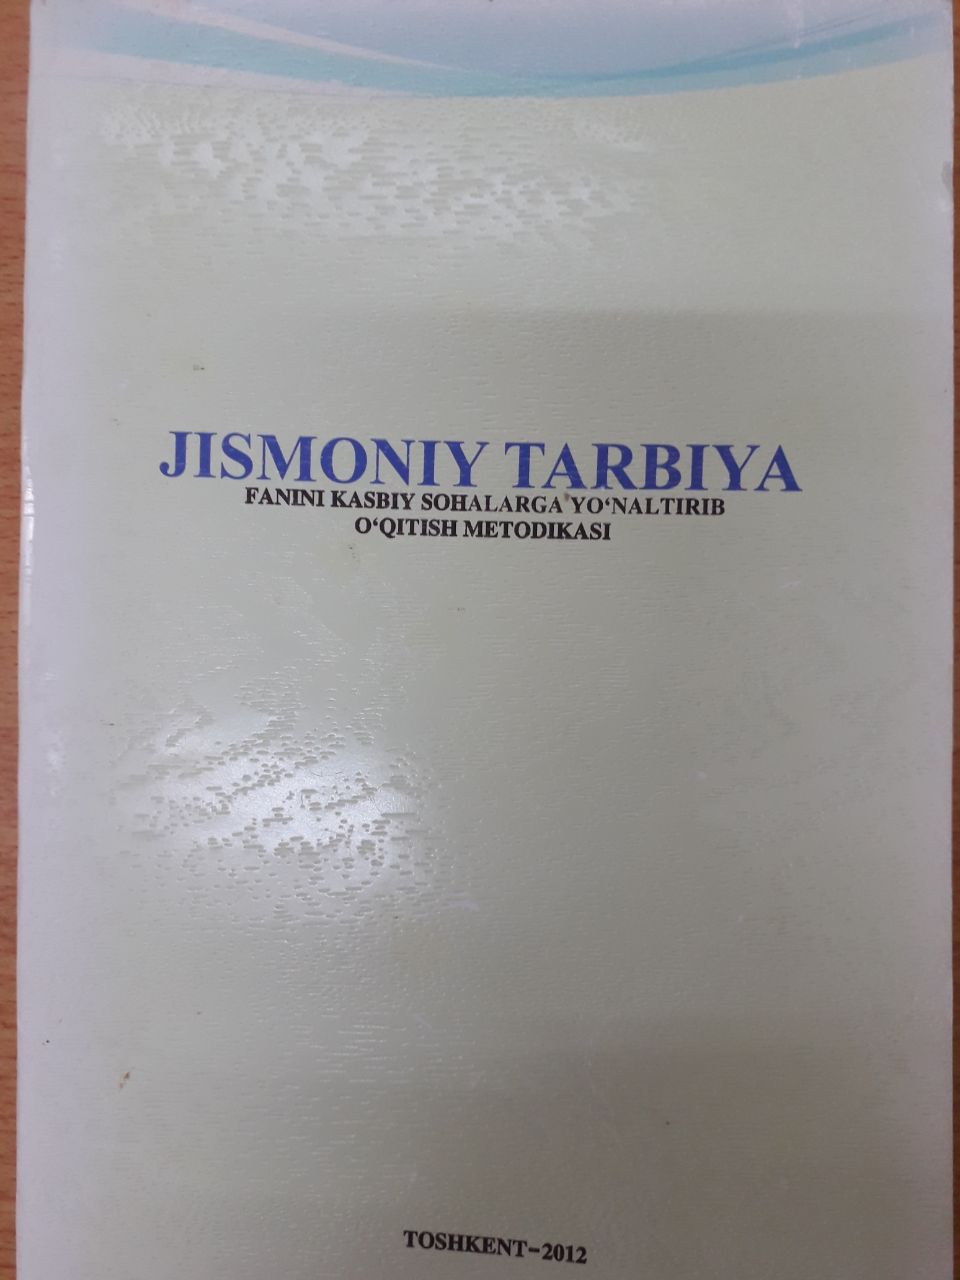 JISMONIY TARBIYA
FANINI KASBIY SOHALARGA YO‘NALTIRIB
O‘QITISH METODIKASI
TOSHKENT–2012